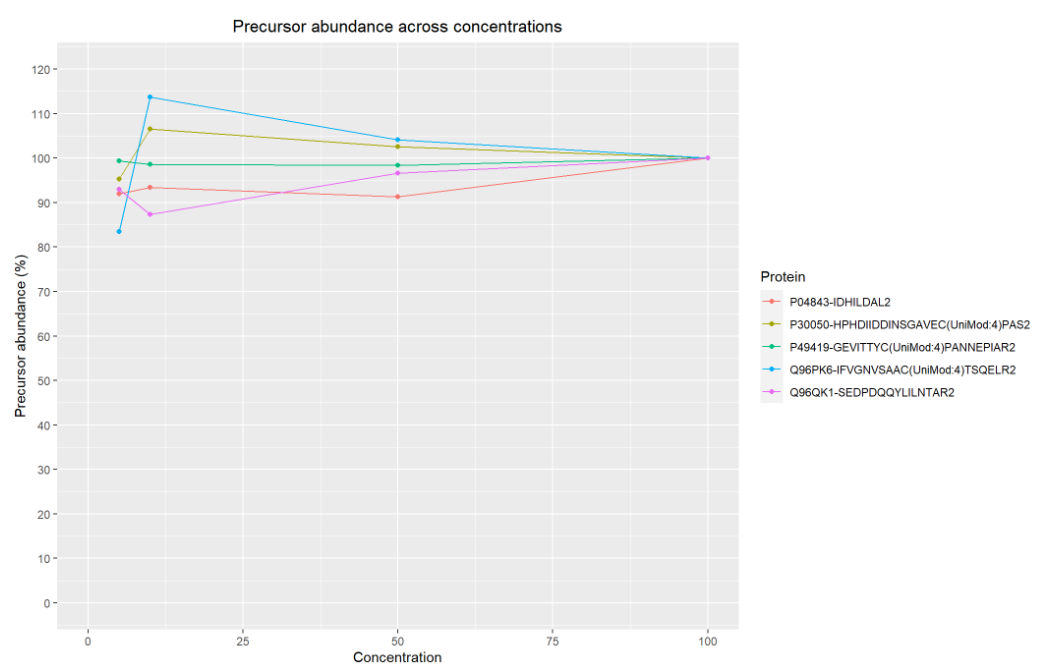 Precursor abundance across concentrations
120
110
100
90
80
70
60
50
40
30
20
10
0
Precursor abundance (%)
0 25 50 75 100
Concentration
Protein
P04843-IDHILDAL2
P30050-HPHDIIDDINSGAVEC(UniMod:4)PAS2
P49419-GEVITTYC(UniMod:4)PANNEPIAR2
Q96PK6-IFVGNVSAAC(UniMod:4)TSQELR2
Q96QK1-SEDPDQQYLILNTAR2